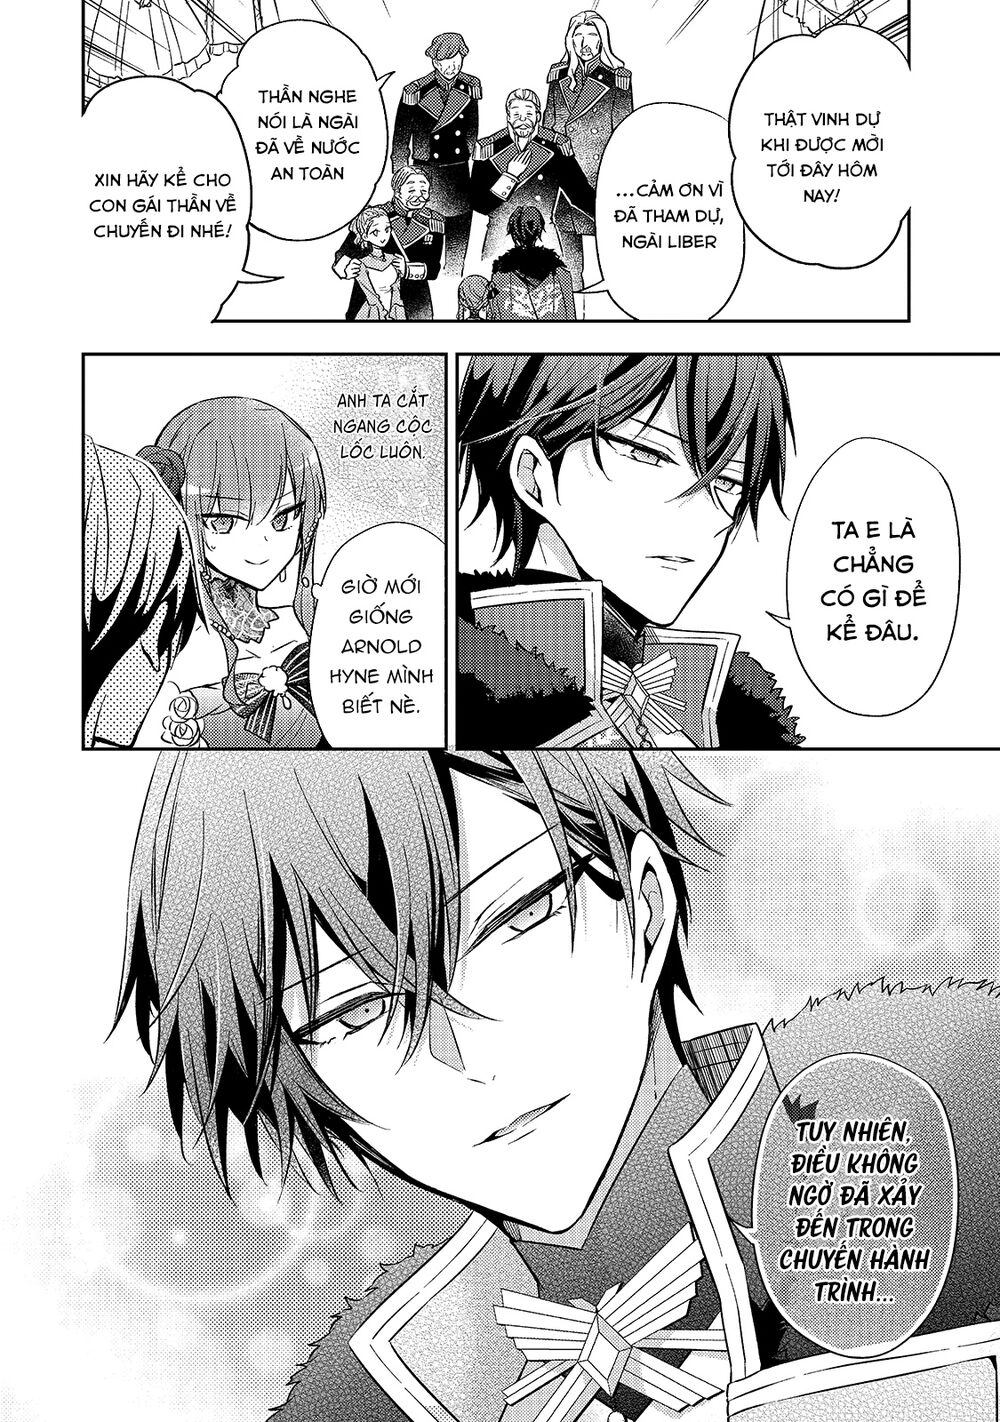 THẬT VINH DỰ
KHI ĐƯỢC MỜI
TỚI ĐÂY HÔM
NAY!
...CẢM ƠN VÌ
ĐÃ THAM DỰ,
NGÀI LIBER
THẦN NGHE
NÓI LÀ NGÀI
ĐÃ VỀ NƯỚC
AN TOÀN
XIN HÃY KỂ CHO
CON GÁI THẦN VỀ
CHUYẾN ĐI NHÉ!
TA E LÀ
CHẲNG
CÓ GÌ ĐỂ
KỂ ĐÂU.
ANH TA CẮT
NGANG CỘC
LỐC LUÔN.
GIỜ MỚI
GIỐNG
ARNOLD
HYNE MÌNH
BIẾT NÈ.
TUY NHIÊN,
ĐIỀU KHÔNG
NGỜ ĐÃ XẢY
ĐẾN TRONG
CHUYẾN HÀNH
TRÌNH...